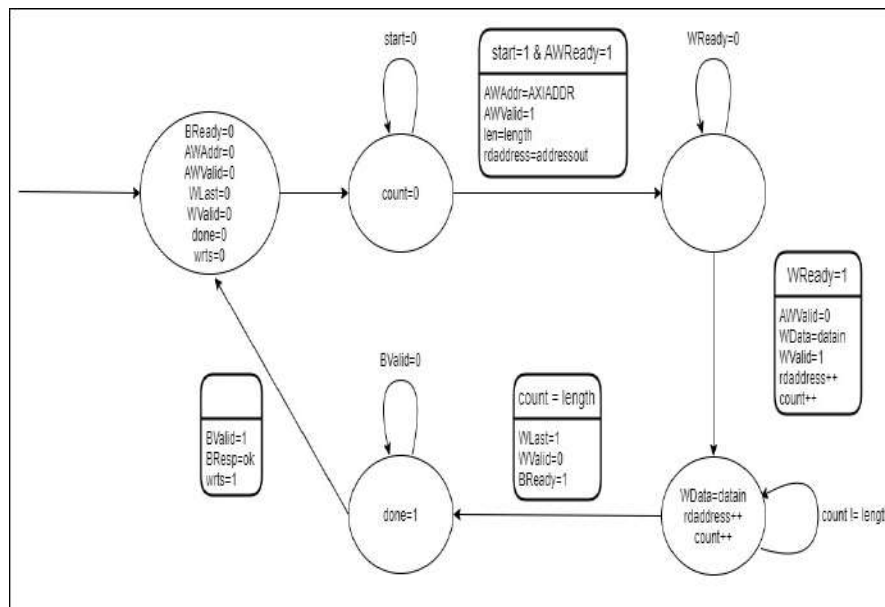 start=0
start=1 & AWReady=1
AWAddr=AXIADDR
AWValid=1
len=length
rdaddress=addressout
WReady=0
BReady=0
AWAddr=0
AWValid=0
WLast=0
WValid=0
done=0
wrts=0
count=0
WReady=1
AWValid=0
WData=datain
WValid=1
rdaddress++
count++
BValid=0
count = length
WLast=1
WValid=0
BReady=1
BValid=1
BResp=ok
wrts=1
done=1
WData=datain
rdaddress++
count++
count != length